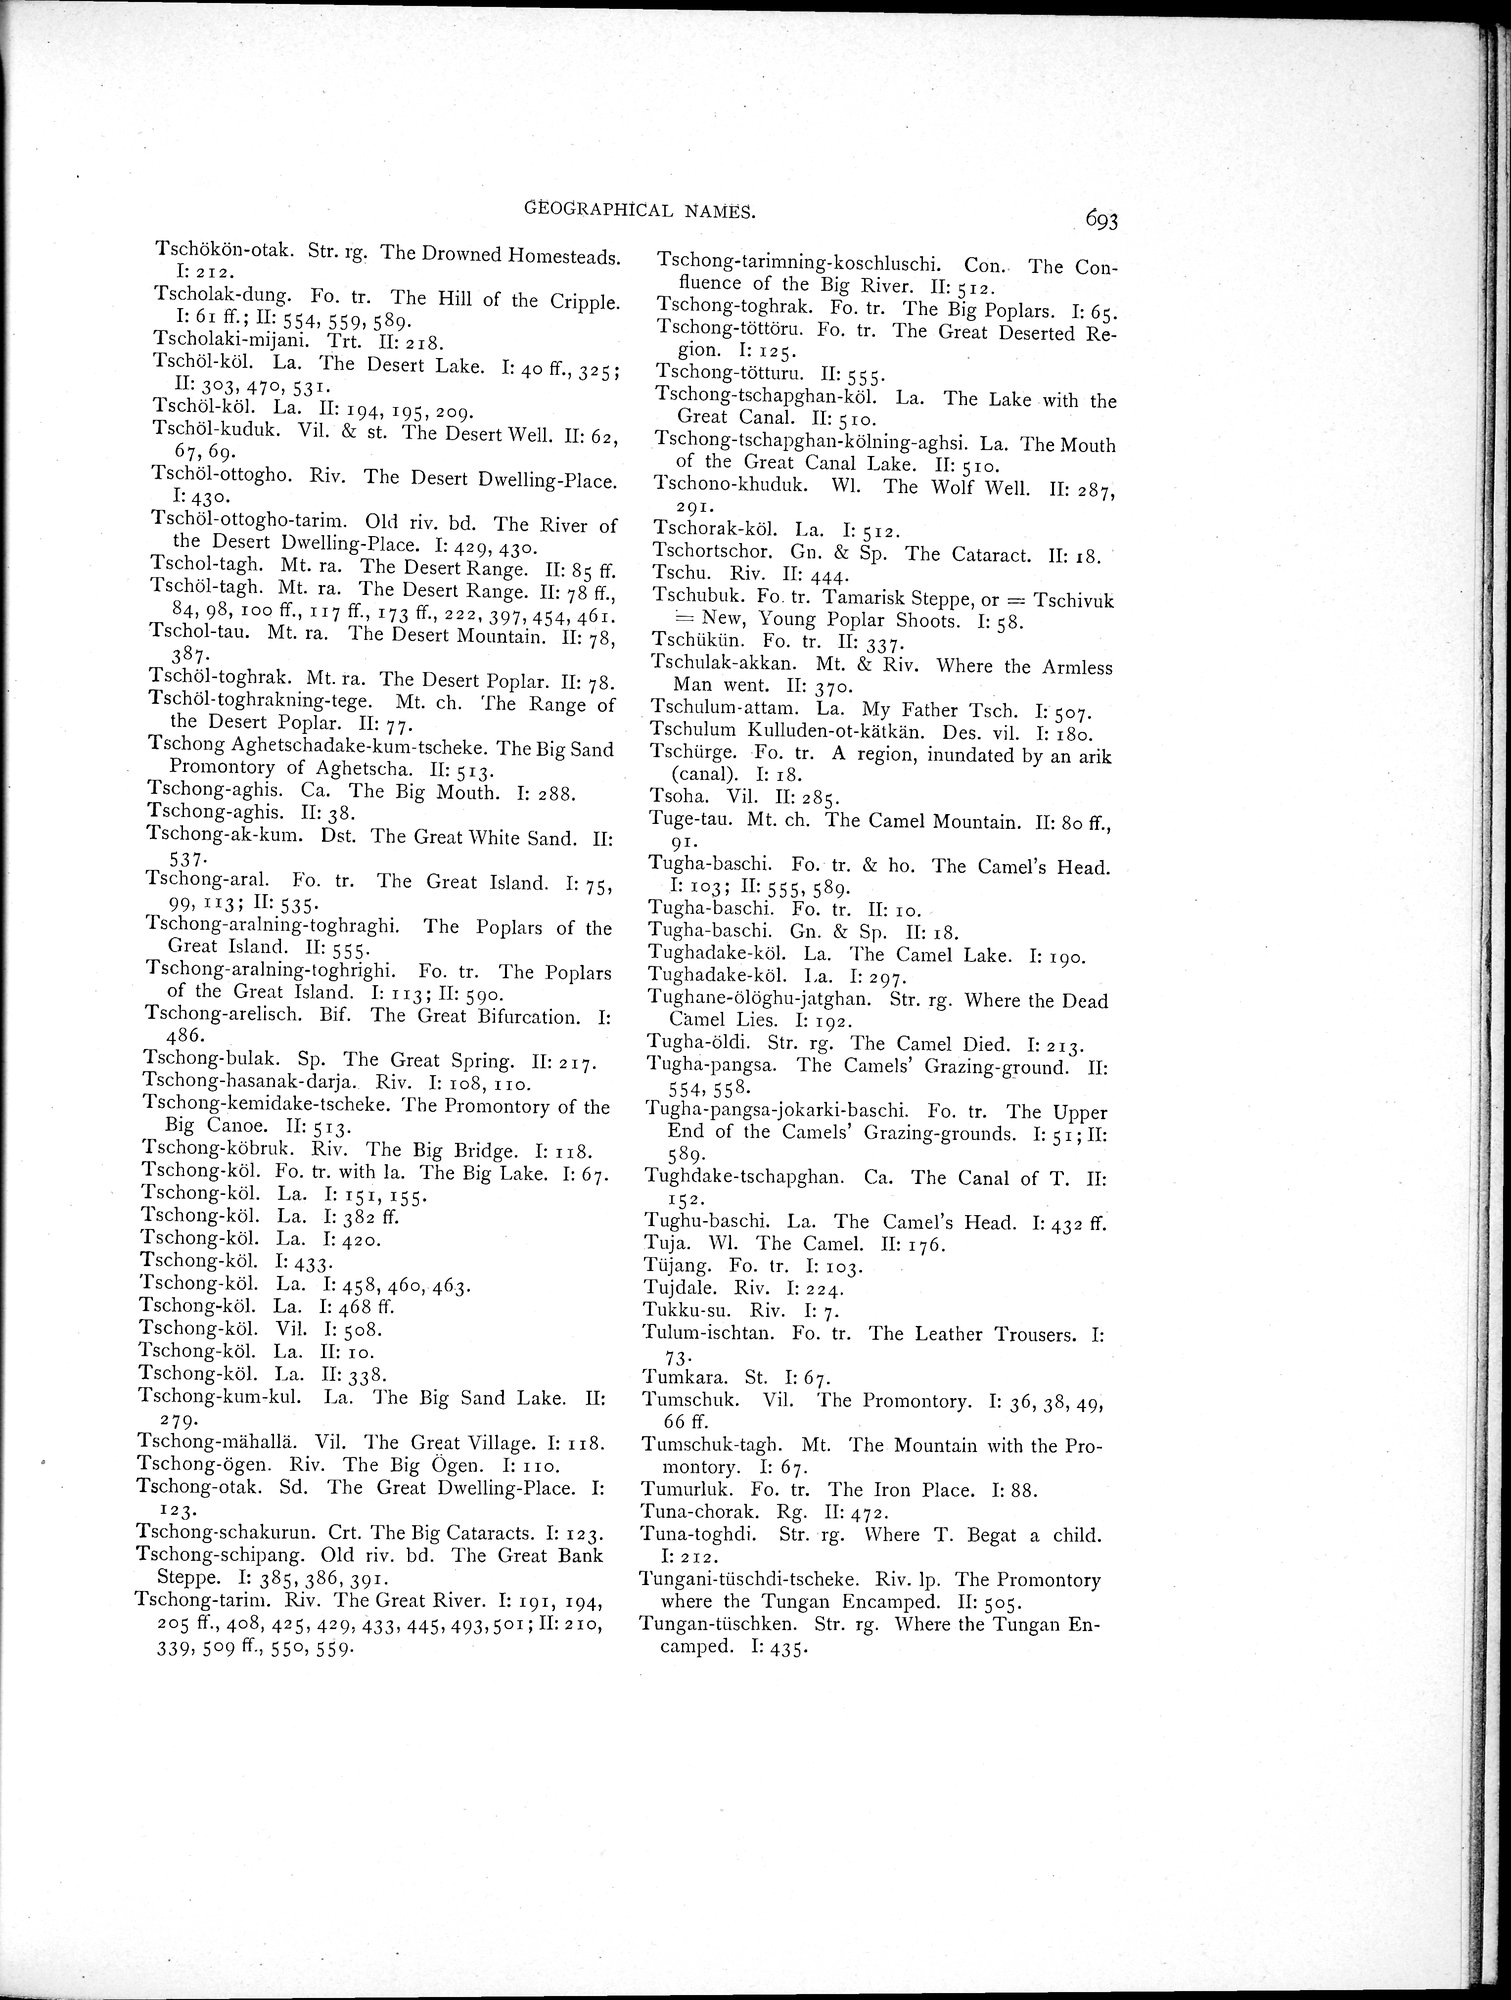 GEOGRAPHICAL NAMES.
693
Tschökön-otak. Str. rg. The Drowned Homesteads.
I: 212.
Tscholak-dung. Fo. tr. The Hill of the Cripple.
I: 61 ff.; II: 554, 559, 589.
Tscholaki-mijani. Trt. II: 218.
Tschöl-köl. La. The Desert Lake. I: 40 ff., 325;
II: 303, 470, 531.
Tschöl-köl. La. II: 194, 195, 209.
Tschöl-kuduk. Vil. & st. The Desert Well. II: 62,
67, 69.
Tschöl-ottogho. Riv. The Desert Dwelling-Place.
I: 430.
Tschöl-ottogho-tarim. Old riv. bd. The River of
the Desert Dwelling-Place. I: 429, 430.
Tschol-tagh. Mt. ra. The Desert Range. II: 85 ff.
Tschöl-tagh. Mt. ra. The Desert Range. II: 78 ff.,
84, 98, 100 ff., 117 ff., 173 ff., 222, 397, 454, 461.
Tschol-tau. Mt. ra. The Desert Mountain. II: 78,
387.
Tschöl-toghrak. Mt. ra. The Desert Poplar. II: 78.
Tschöl-toghrakning-tege. Mt. ch. The Range of
the Desert Poplar. II: 77.
Tschong Aghetschadake-kum-tscheke. The Big Sand
Promontory of Aghetscha. II: 513.
Tschong-aghis. Ca. The Big Mouth. I: 288.
Tschong-aghis. II: 38.
Tschong-ak-kum. Dst. The Great White Sand. II:
537.
Tschong-aral. Fo. tr. The Great Island. I: 75,
99, 113; II: 535.
Tschong-aralning-toghraghi. The Poplars of the
Great Island. II: 555.
Tschong-aralning-toghrighi. Fo. tr. The Poplars
of the Great Island. I: 113; II: 590.
Tschong-arelisch. Bif. The Great Bifurcation. I:
486.
Tschong-bulak. Sp. The Great Spring. II: 217.
Tschong-hasanak-darja. Riv. I: 108, 110.
Tschong-kemidake-tscheke. The Promontory of the
Big Canoe. II: 513.
Tschong-köbruk. Riv. The Big Bridge. I: 118.
Tschong-köl. Fo. tr. with la. The Big Lake. I: 67.
Tschong-köl. La. I: 151, 155.
Tschong-köl. La. I: 382 ff.
Tschong-köl. La. I: 420.
Tschong-köl. I: 433.
Tschong-köl. La. I: 458, 460, 463.
Tschong-köl. La. I: 468 ff.
Tschong-köl. Vil. I: 508.
Tschong-köl. La. II: 10.
Tschong-köl. La. II: 338.
Tschong-kum-kul. La. The Big Sand Lake. II:
279.
Tschong-mähallä. Vil. The Great Village. I: 118.
Tschong-ögen. Riv. The Big Ögen. I: 110.
Tschong-otak. Sd. The Great Dwelling-Place. I:
123.
Tschong-schakurun. Crt. The Big Cataracts. I: 123.
Tschong-schipang. Old riv. bd. The Great Bank
Steppe. I: 385, 386, 391.
Tschong-tarim. Riv. The Great River. I: 191, 194,
205 ff., 408, 425, 429, 433, 445, 493, 501; II: 210,
339, 509 ff., 550, 559.
Tschong-tarimning-koschluschi. Con. The Con-
fluence of the Big River. II: 512.
Tschong-toghrak. Fo. tr. The Big Poplars. I: 65.
Tschong-töttöru. Fo. tr. The Great Deserted Re-
gion. I: 125.
Tschong-tötturu. II: 555.
Tschong-tschapghan-köl. La. The Lake with the
Great Canal. II: 510.
Tschong-tschapghan-kölning-aghsi. La. The Mouth
of the Great Canal Lake. II: 510.
Tschono-khuduk. Wl. The Wolf Well. II: 287,
291.
Tschorak-köl. La. I: 512.
Tschortschor. Gn. & Sp. The Cataract. II: 18.
Tschu. Riv. II: 444.
Tschubuk. Fo. tr. Tamarisk Steppe, or = Tschivuk
= New, Young Poplar Shoots. I: 58.
Tschükün. Fo. tr. II: 337.
Tschulak-akkan. Mt. & Riv. Where the Armless
Man went. II: 370.
Tschulum-attam. La. My Father Tsch. I: 507.
Tschulum Kulluden-ot-kätkän. Des. vil. I: 180.
Tschürge. Fo. tr. A region, inundated by an arik
(canal). I: 18.
Tsoha. Vil. II: 285.
Tuge-tau. Mt. ch. The Camel Mountain. II: 80 ff.,
91.
Tugha-baschi. Fo. tr. & ho. The Camel's Head.
I: 103; II: 555, 589.
Tugha-baschi. Fo. tr. II: 10.
Tugha-baschi. Gn. & Sp. II: 18.
Tughadake-köl. La. The Camel Lake. I: 190.
Tughadake-köl. La. I: 297.
Tughane-ölöghu-jatghan. Str. rg. Where the Dead
Camel Lies. I: 192.
Tugha-öldi. Str. rg. The Camel Died. I: 213.
Tugha-pangsa. The Camels' Grazing-ground. II:
554, 558.
Tugha-pangsa-jokarki-baschi. Fo. tr. The Upper
End of the Camels' Grazing-grounds. I: 51; II:
589.
Tughdake-tschapghan. Ca. The Canal of T. II:
152.
Tughu-baschi. La. The Camel's Head. I: 432 ff.
Tuja. Wl. The Camel. II: 176.
Tüjang. Fo. tr. I: 103.
Tujdale. Riv. I: 224.
Tukku-su. Riv. I: 7.
Tulum-ischtan. Fo. tr. The Leather Trousers. I:
73.
Tumkara. St. I: 67.
Tumschuk. Vil. The Promontory. I: 36, 38, 49,
66 ff.
Tumschuk-tagh. Mt. The Mountain with the Pro-
montory. I: 67.
Tumurluk. Fo. tr. The Iron Place. I: 88.
Tuna-chorak. Rg. II: 472.
Tuna-toghdi. Str. rg. Where T. Begat a child.
I: 212.
Tungani-tüschdi-tscheke. Riv. lp. The Promontory
where the Tungan Encamped. II: 505.
Tungan-tüschken. Str. rg. Where the Tungan En-
camped. I: 435.